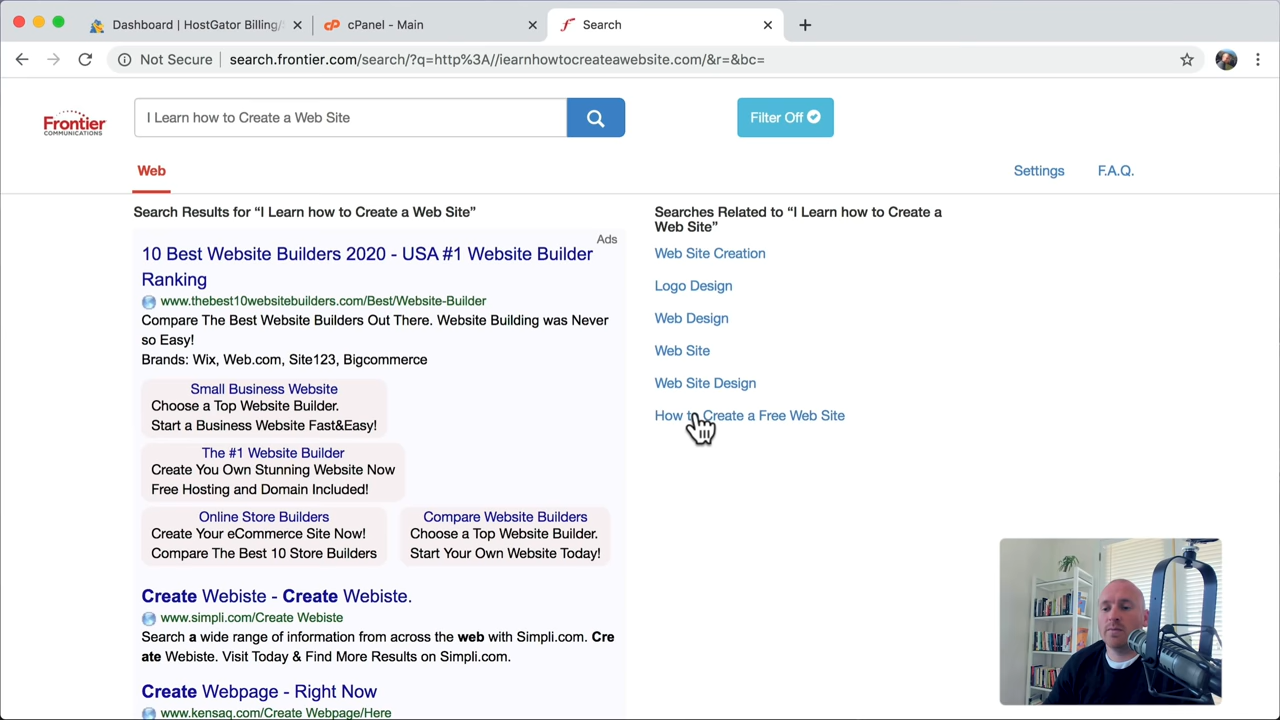 Dashboard | HostGator Billing/
cPanel - Main
Search
Not Secure
search.frontier.com/search/?q=http%3A//iearnhowtocreateawebsite.com/&r=&bc=
Frontier
COMMUNICATIONS
I Learn how to Create a Web Site
Filter Off
Web
Settings
F.A.Q.
Search Results for “I Learn how to Create a Web Site”
Ads
10 Best Website Builders 2020 - USA #1 Website Builder
Ranking
www.thebest10websitebuilders.com/Best/Website-Builder
Compare The Best Website Builders Out There. Website Building was Never
so Easy!
Brands: Wix, Web.com, Site123, Bigcommerce
Small Business Website
Choose a Top Website Builder.
Start a Business Website Fast&Easy!
The #1 Website Builder
Create You Own Stunning Website Now
Free Hosting and Domain Included!
Online Store Builders
Create Your eCommerce Site Now!
Compare The Best 10 Store Builders
Compare Website Builders
Choose a Top Website Builder.
Start Your Own Website Today!
Create Webiste - Create Webiste.
www.simpli.com/Create Webiste
Search a wide range of information from across the web with Simpli.com. Cre
ate Webiste. Visit Today & Find More Results on Simpli.com.
Create Webpage - Right Now
www.kensaq.com/Create Webpage/Here
Searches Related to “I Learn how to Create a
Web Site”
Web Site Creation
Logo Design
Web Design
Web Site
Web Site Design
How to Create a Free Web Site